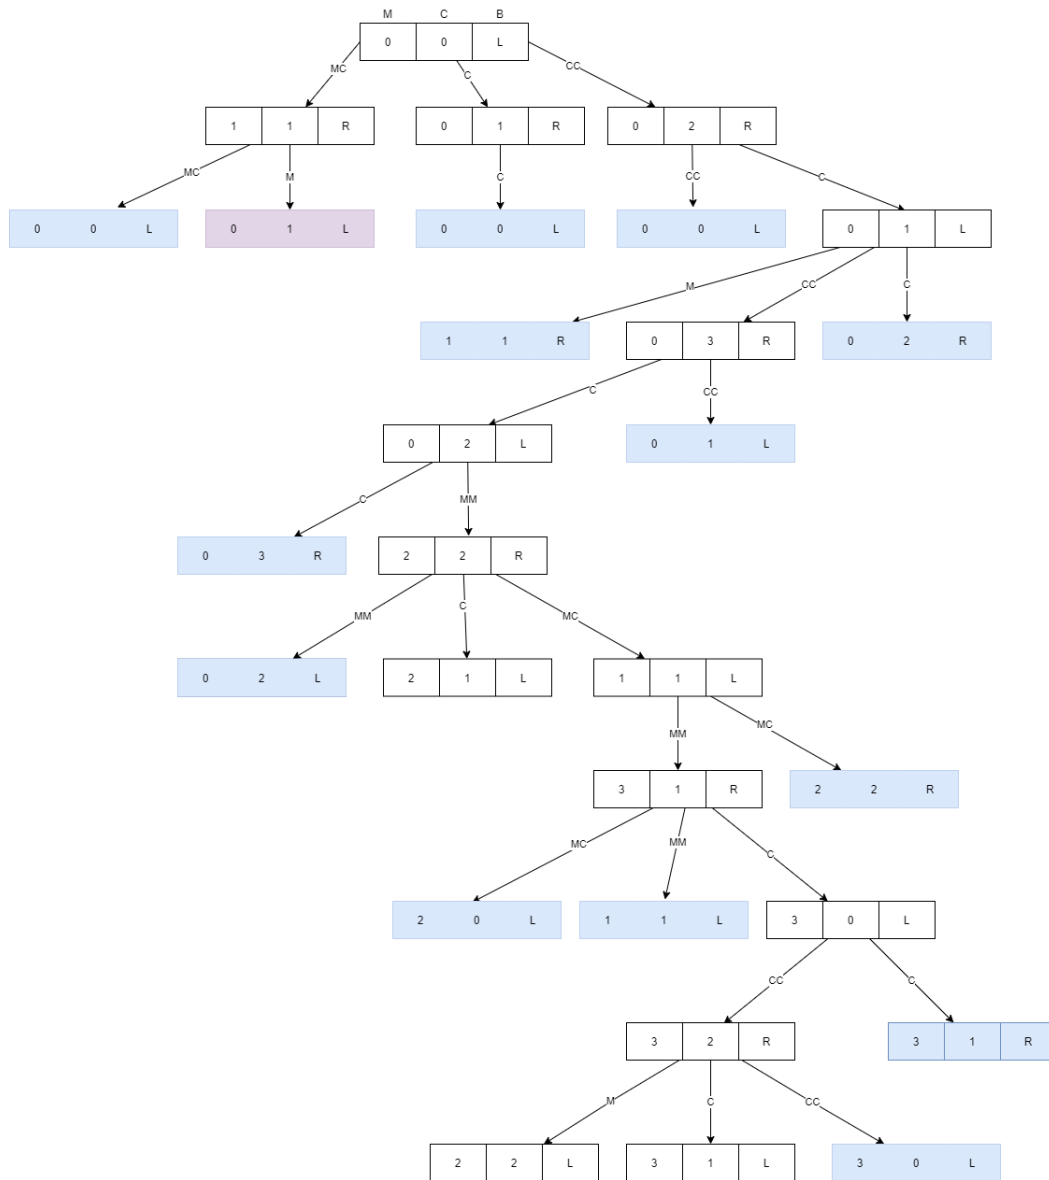 M C B
0 0 L
MC C CC
1 1 R 0 1 R 0 2 R
MC M C CC C
0 0 L 0 1 L 0 0 L 0 0 L 0 1 L
M CC C
1 1 R 0 3 R 0 2 R
C CC
0 2 L 0 1 L
C MM
0 3 R 2 2 R
MM C MC
0 2 L 2 1 L 1 1 L
MM MC
3 1 R 2 2 R
MC MM C
2 0 L 1 1 L 3 0 L
CC C
3 2 R 3 1 R
M C CC
2 2 L 3 1 L 3 0 L